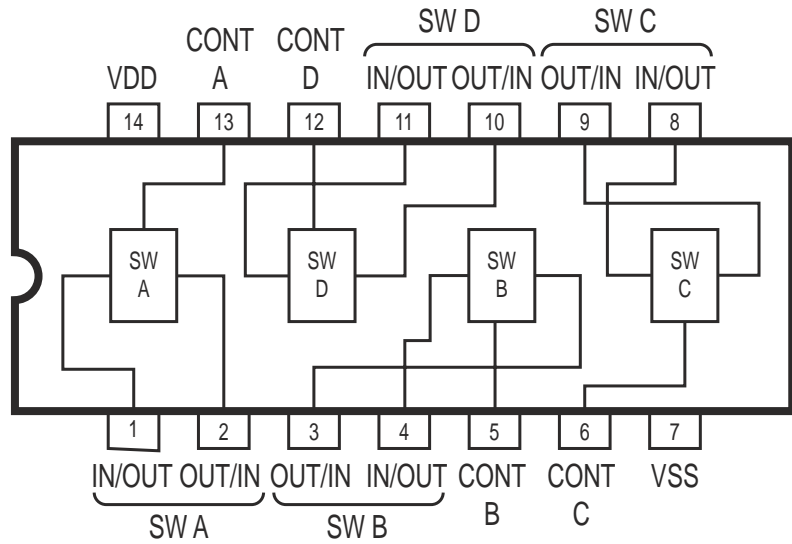 SW D
SW C
CONT
A
CONT
D
VDD
IN/OUT OUT/IN OUT/IN IN/OUT
14 13 12 11 10 9 8
SW
A
SW
D
SW
B
SW
C
1 2 3 4 5 6 7
IN/OUT OUT/IN OUT/IN IN/OUT
CONT
B
CONT
C
VSS
SW A
SW B